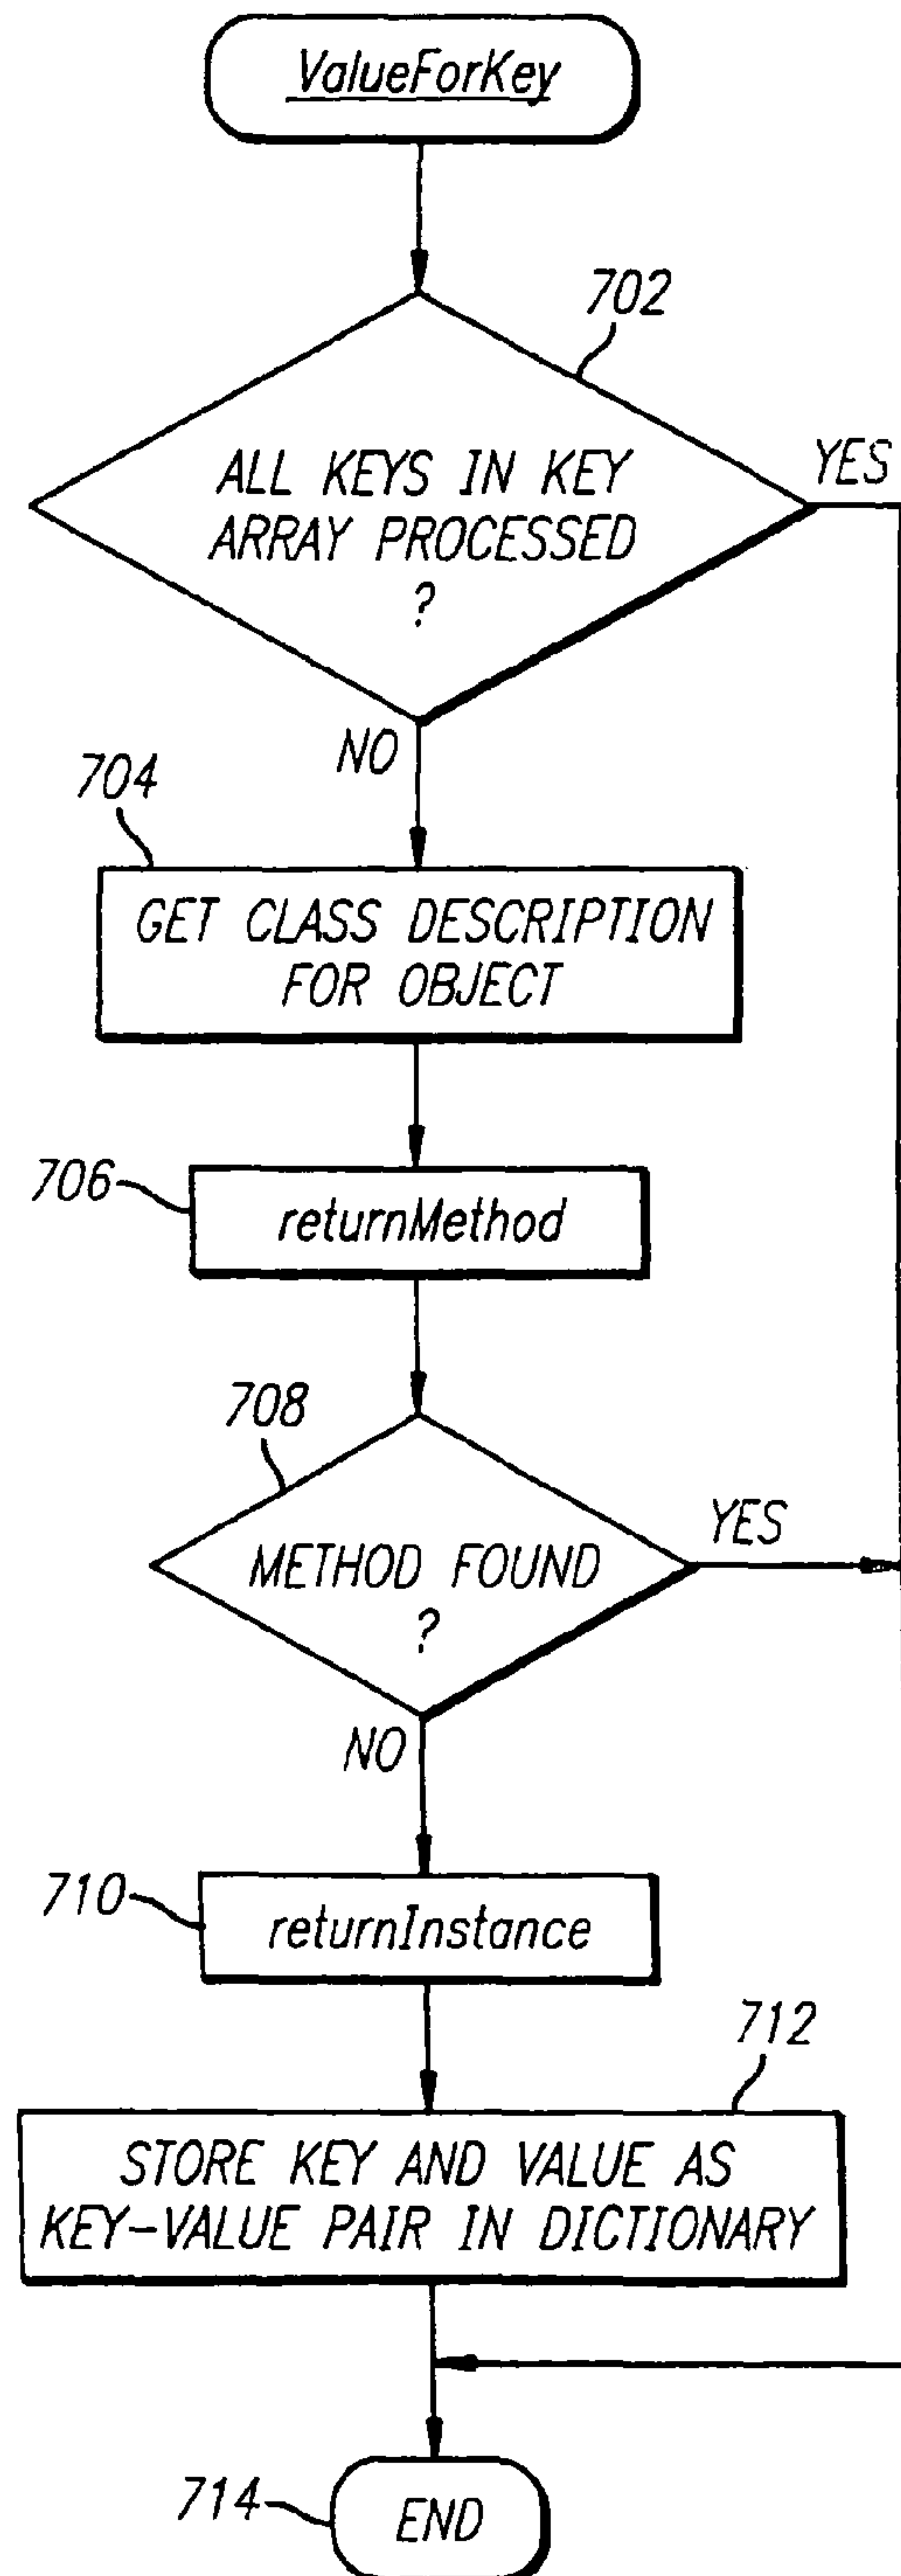 ValueForKey
702
ALL KEYS IN KEY
ARRAY PROCESSED
?
YES
NO
704
GET CLASS DESCRIPTION
FOR OBJECT
706
returnMethod
708
METHOD FOUND
?
YES
NO
710
returnInstance
712
STORE KEY AND VALUE AS
KEY-VALUE PAIR IN DICTIONARY
714
END